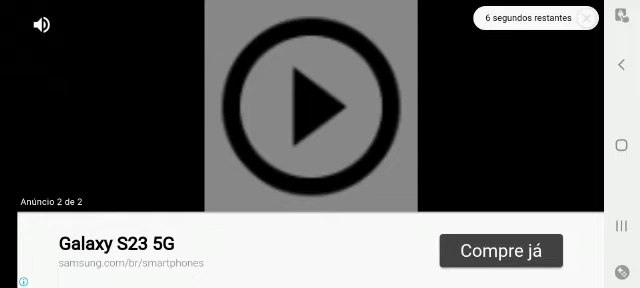 6 segundos restantes
Anúncio 2 de 2
Galaxy S23 5G
samsung.com/br/smartphones
Compre já